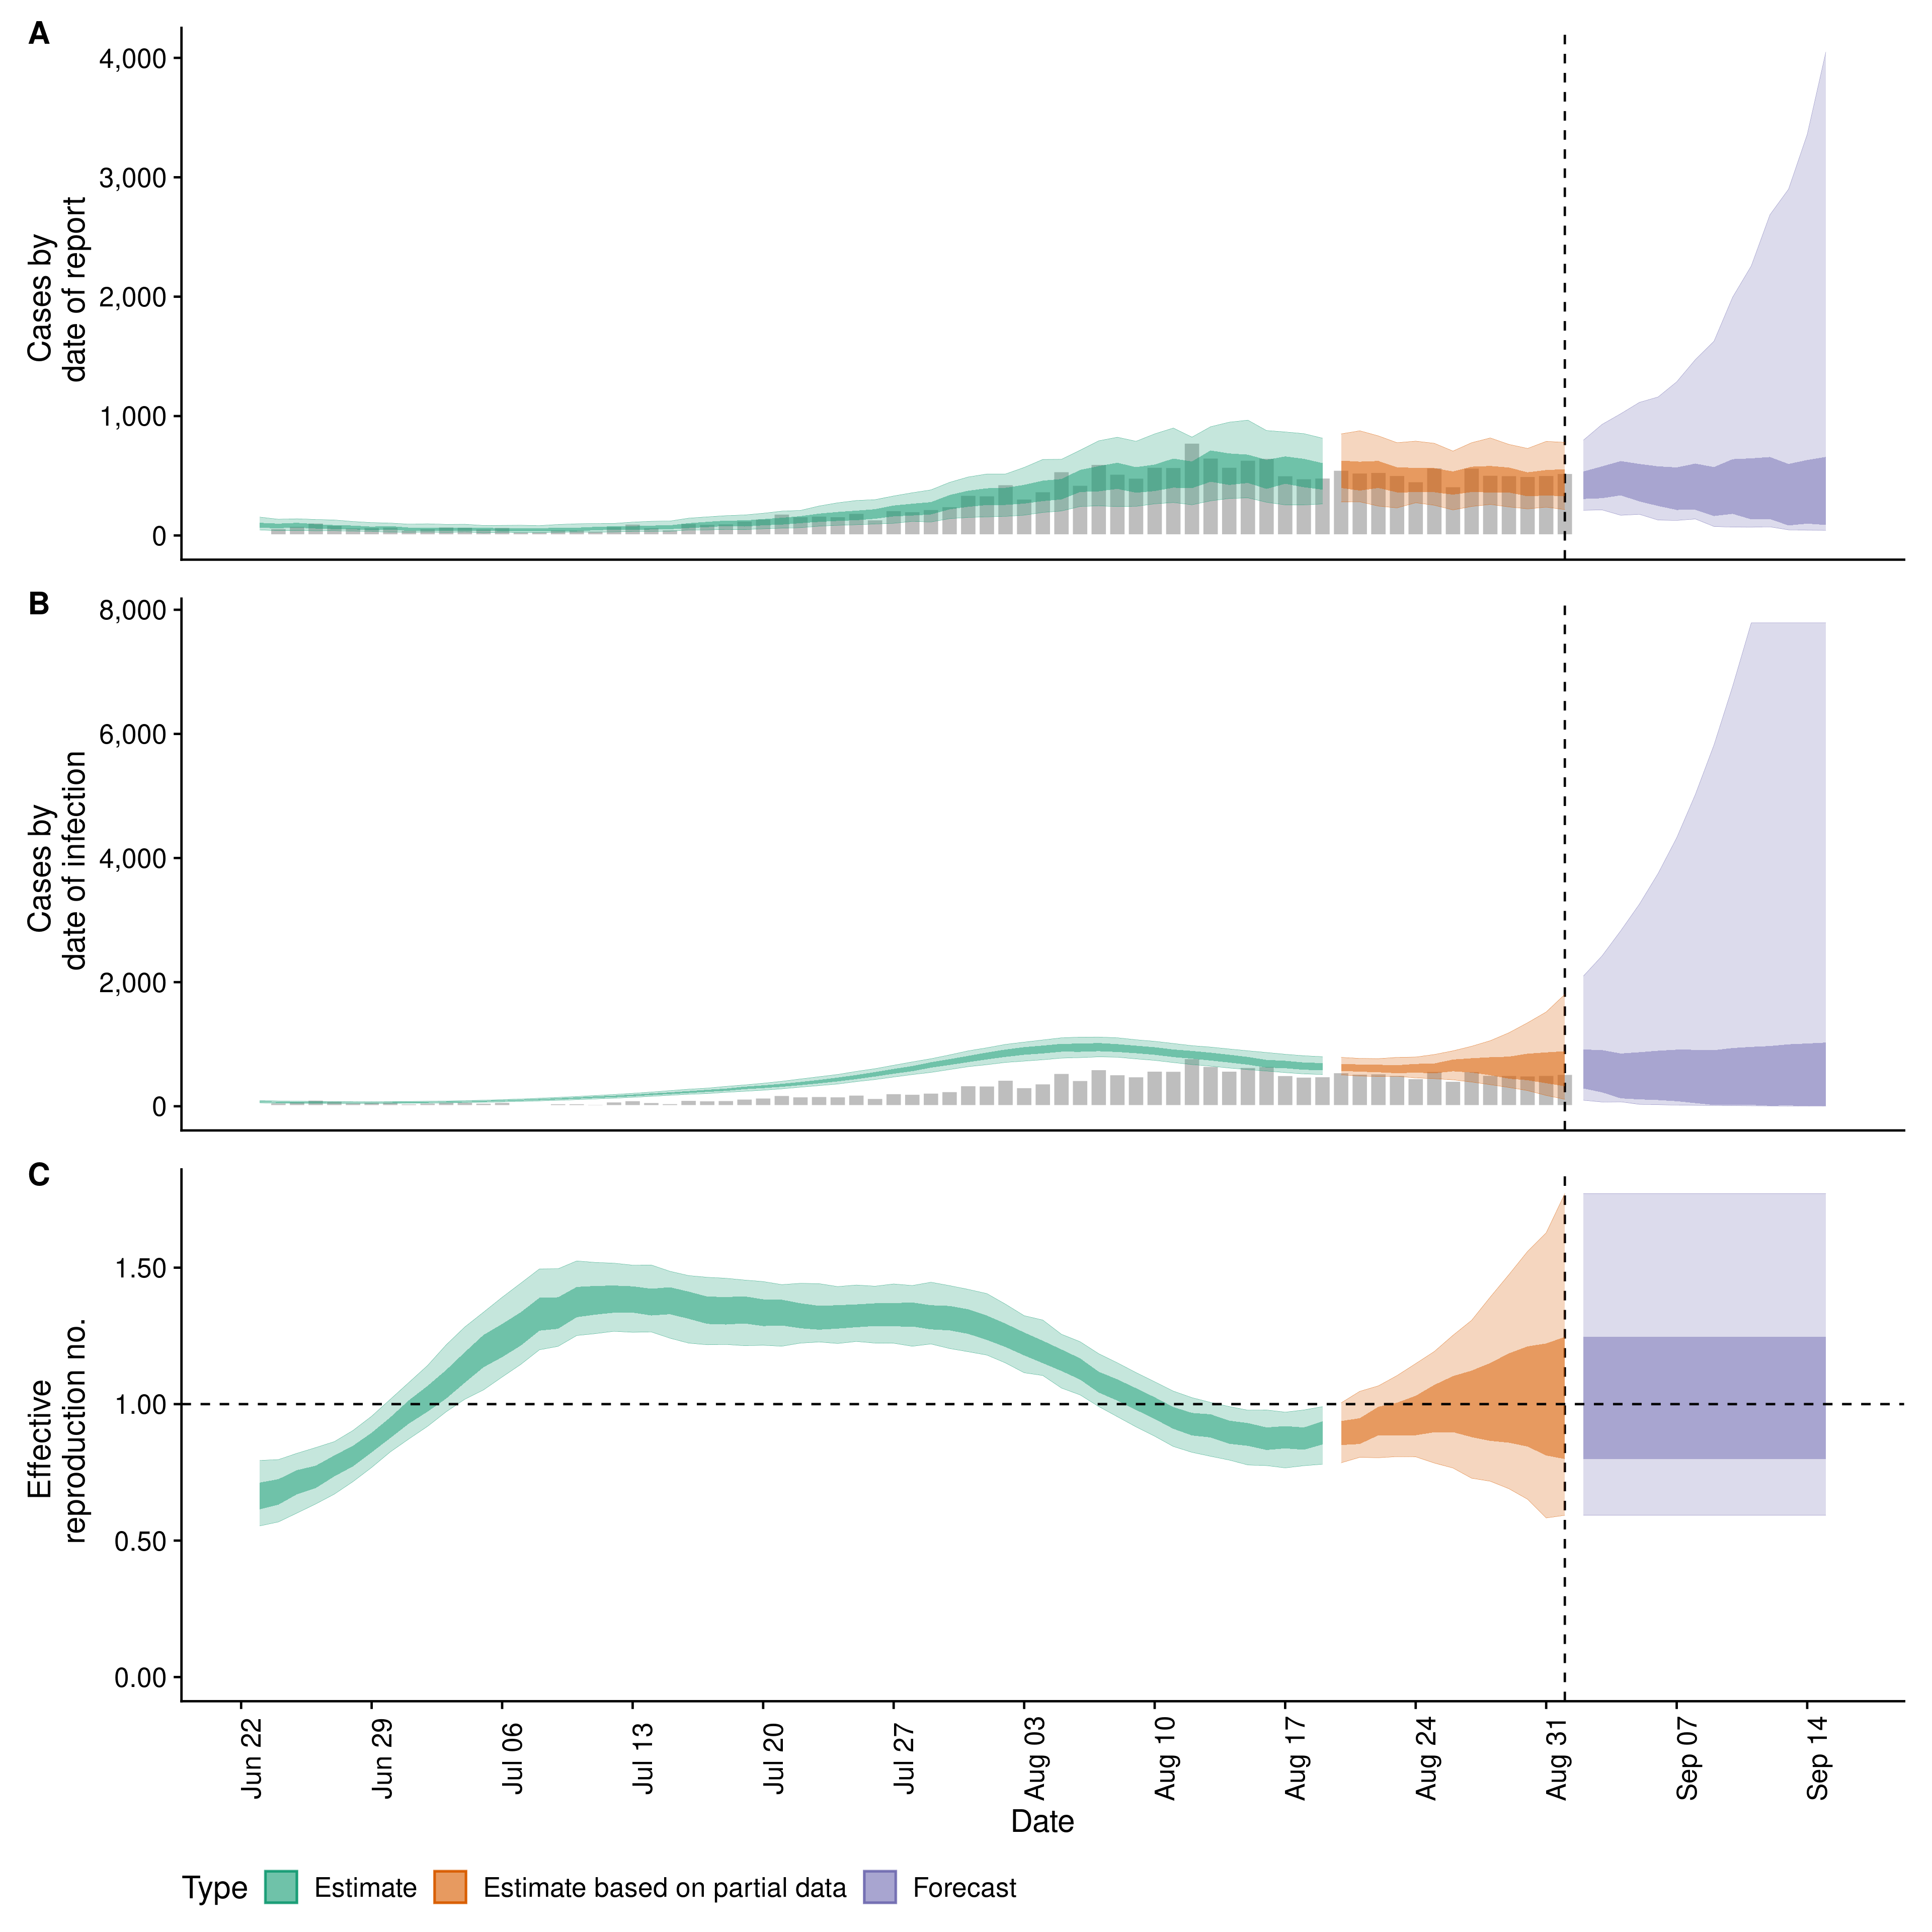 A
Cases by
date of report
4,000
3,000
2,000
1,000
0
B
Cases by
date of infection
8,000
6,000
4,000
2,000
0
C
Effective
reproduction no.
1.50
1.00
0.50
0.00
Jun 22
Jun 29
Jul 06
Jul 13
Jul 20
Jul 27
Aug 03
Aug 10
Aug 17
Aug 24
Aug 31
Sep 07
Sep 14
Date
Type
Estimate
Estimate based on partial data
Forecast